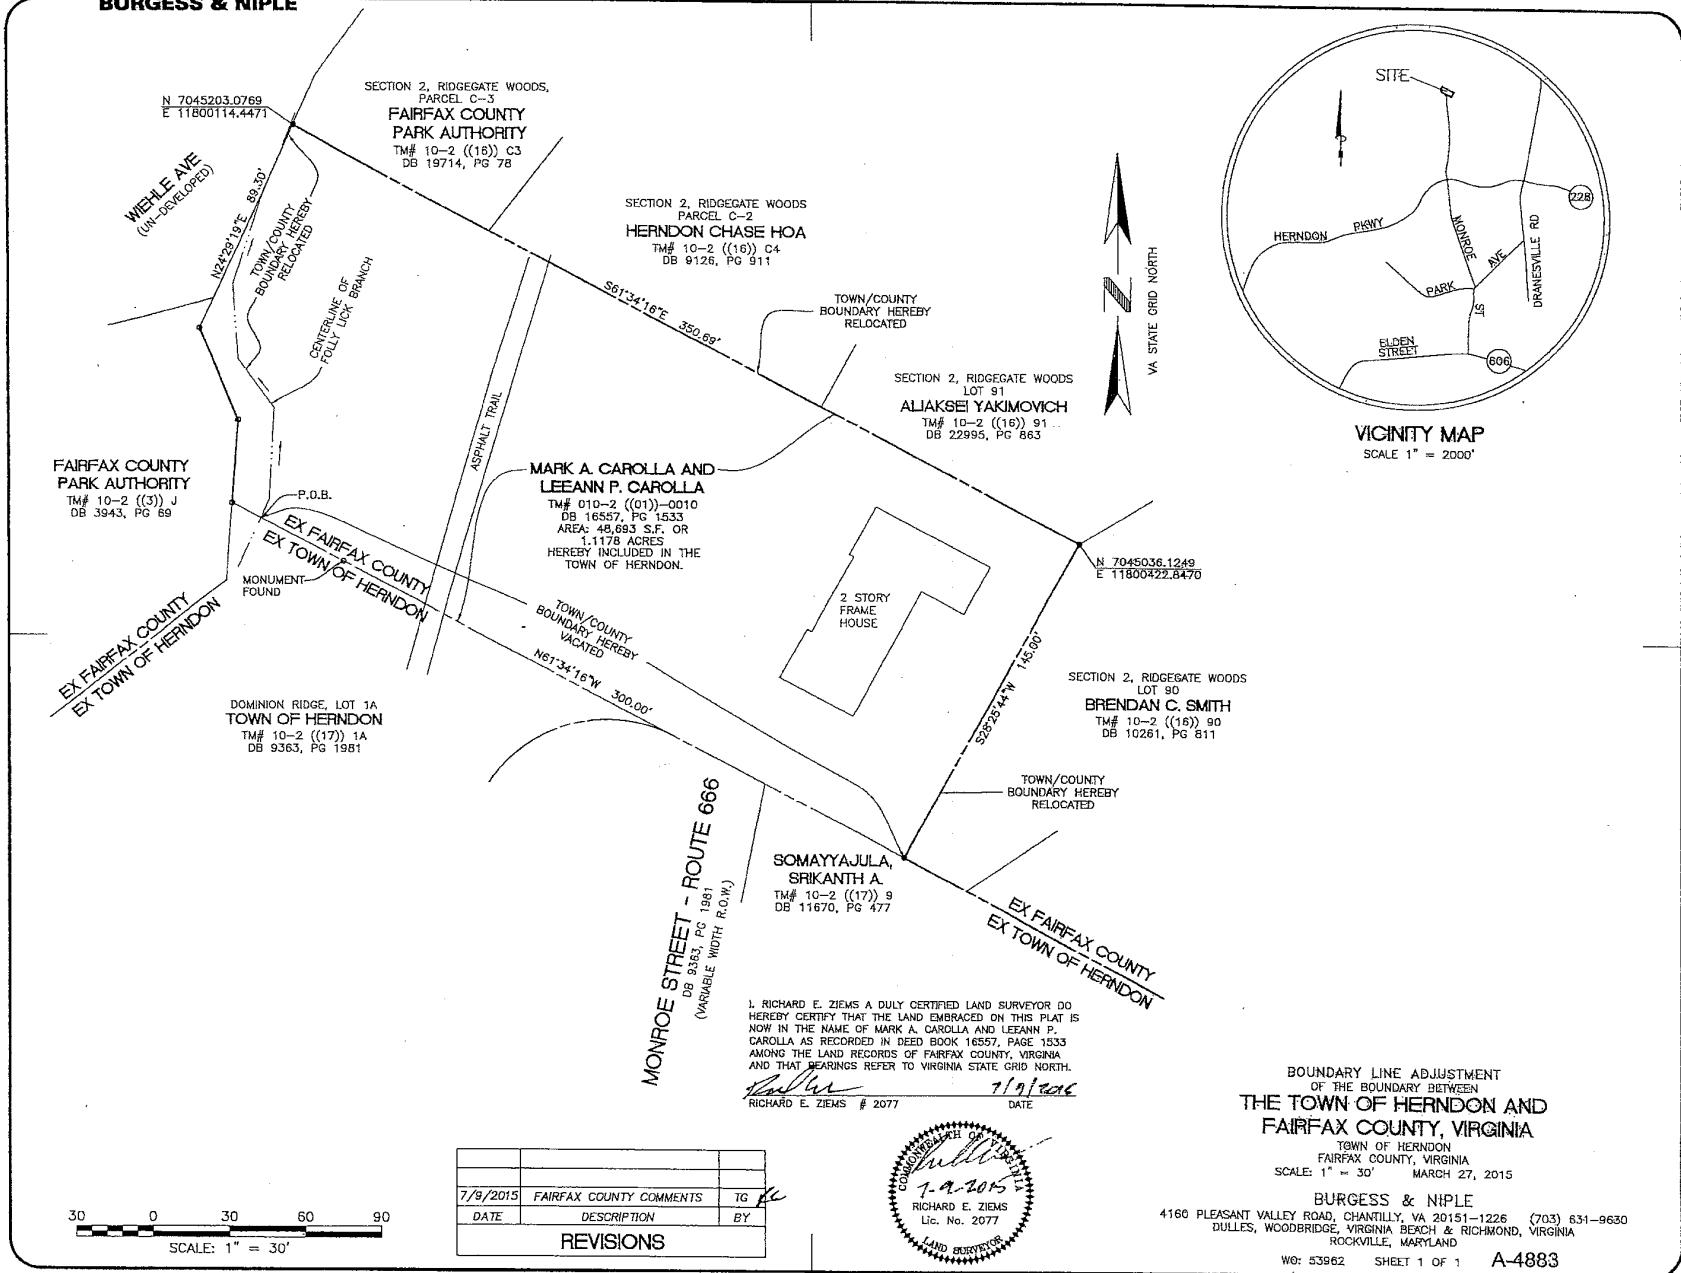 BURGESS & NIPLE
N 7045203.0769
E 11800114.4471
SECTION 2, RIDGEGATE WOODS,
PARCEL C-3
FAIRFAX COUNTY
PARK AUTHORITY
TM# 10-2 ((16)) C3
DB 19714, PG 78
WIEHLE AVE
(UN-DEVELOPED)
N24°29'19"E 89.30'
TOWN/COUNTY
BOUNDARY HEREBY
RELOCATED
CENTERLINE OF
FOLLY LICK BRANCH
SECTION 2, RIDGEGATE WOODS
PARCEL C-2
HERNDON CHASE HOA
TM# 10-2 ((16)) C4
DB 9126, PG 911
S61°34'16"E 350.69'
TOWN/COUNTY
BOUNDARY HEREBY
RELOCATED
SECTION 2, RIDGEGATE WOODS
LOT 91
ALIAKSEI YAKIMOVICH
TM# 10-2 ((16)) 91
DB 22995, PG 863
N
VA STATE GRID NORTH
SITE
228
HERNDON PKWY
MONROE ST
PARK AVE
DRANESVILLE RD
ELDEN
STREET
606
VICINITY MAP
SCALE 1" = 2000'
FAIRFAX COUNTY
PARK AUTHORITY
TM# 10-2 ((3)) J
DB 3943, PG 69
P.O.B.
ASPHALT TRAIL
MARK A. CAROLLA AND
LEEANN P. CAROLLA
TM# 010-2 ((01))-0010
DB 16557, PG 1533
AREA: 48,693 S.F. OR
1.1178 ACRES
HEREBY INCLUDED IN THE
TOWN OF HERNDON.
EX FAIRFAX COUNTY
EX TOWN OF HERNDON
MONUMENT
FOUND
EX FAIRFAX COUNTY
EX TOWN OF HERNDON
TOWN/COUNTY
BOUNDARY HEREBY
VACATED
N61°34'16"W 300.00'
2 STORY
FRAME
HOUSE
N 7045036.1249
E 11800422.8470
S28°25'44"W 145.00'
SECTION 2, RIDGEGATE WOODS
LOT 90
BRENDAN C. SMITH
TM# 10-2 ((16)) 90
DB 10261, PG 811
DOMINION RIDGE, LOT 1A
TOWN OF HERNDON
TM# 10-2 ((17)) 1A
DB 9363, PG 1981
TOWN/COUNTY
BOUNDARY HEREBY
RELOCATED
MONROE STREET - ROUTE 666
DB 9363, PG 1981
(VARIABLE WIDTH R.O.W.)
SOMAYYAJULA,
SRIKANTH A.
TM# 10-2 ((17)) 9
DB 11670, PG 477
EX FAIRFAX COUNTY
EX TOWN OF HERNDON
I, RICHARD E. ZIEMS A DULY CERTIFIED LAND SURVEYOR DO
HEREBY CERTIFY THAT THE LAND EMBRACED ON THIS PLAT IS
NOW IN THE NAME OF MARK A. CAROLLA AND LEEANN P.
CAROLLA AS RECORDED IN DEED BOOK 16557, PAGE 1533
AMONG THE LAND RECORDS OF FAIRFAX COUNTY, VIRGINIA
AND THAT BEARINGS REFER TO VIRGINIA STATE GRID NORTH.
RICHARD E. ZIEMS # 2077 DATE
COMMONWEALTH OF VIRGINIA
7-9-2015
RICHARD E. ZIEMS
Lic. No. 2077
LAND SURVEYOR
7/9/2015 FAIRFAX COUNTY COMMENTS TG
DATE DESCRIPTION BY
REVISIONS
30 0 30 60 90
SCALE: 1" = 30'
BOUNDARY LINE ADJUSTMENT
OF THE BOUNDARY BETWEEN
THE TOWN OF HERNDON AND
FAIRFAX COUNTY, VIRGINIA
TOWN OF HERNDON
FAIRFAX COUNTY, VIRGINIA
SCALE: 1" = 30' MARCH 27, 2015
BURGESS & NIPLE
4160 PLEASANT VALLEY ROAD, CHANTILLY, VA 20151-1226 (703) 631-9630
DULLES, WOODBRIDGE, VIRGINIA BEACH & RICHMOND, VIRGINIA
ROCKVILLE, MARYLAND
WO: 53962 SHEET 1 OF 1 A-4883